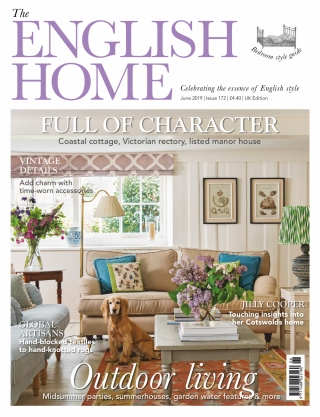 The
ENGLISH
HOME
Bedroom style guide
Celebrating the essence of English style
June 2019 | Issue 172 | £4.40 | UK Edition
FULL OF CHARACTER
Coastal cottage, Victorian rectory, listed manor house
VINTAGE
DETAILS
Add charm with
time-worn accessories
GLOBAL
ARTISANS
Hand-blocked textiles
to hand-knotted rugs
JILLY COOPER
Touching insights into
her Cotswolds home
Outdoor living
Midsummer parties, summerhouses, garden water features & more